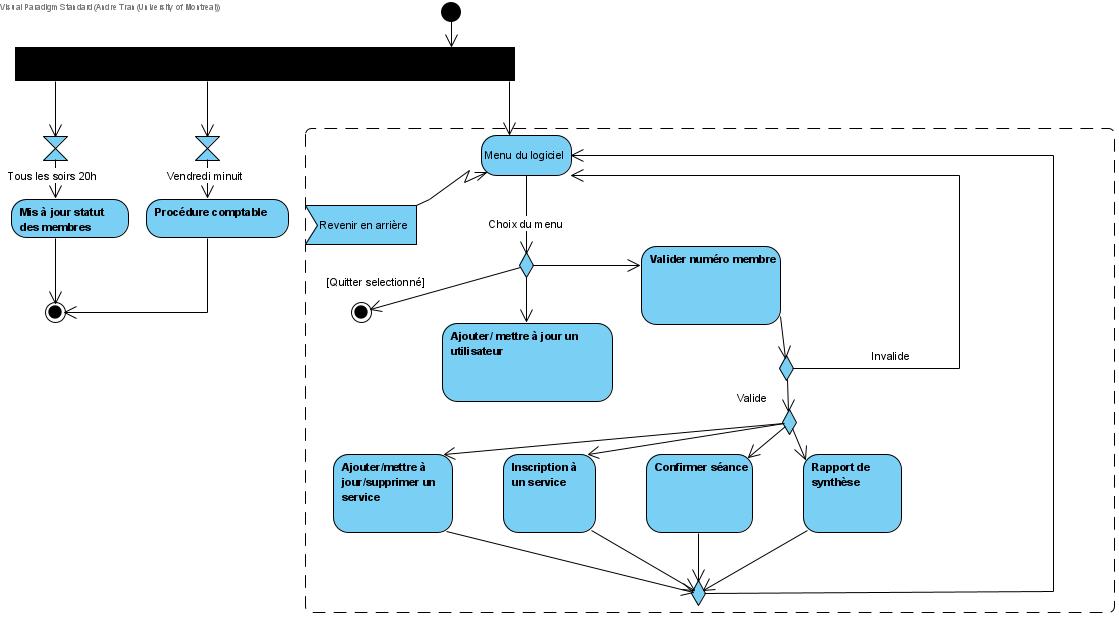 Visual Paradigm Standard (Andre Tran (University of Montreal))
Tous les soirs 20h
Vendredi minuit
Menu du logiciel
Mis à jour statut
des membres
Procédure comptable
Revenir en arrière
Choix du menu
[Quitter selectionné]
Valider numéro membre
Ajouter/ mettre à jour un
utilisateur
Invalide
Valide
Ajouter/mettre à
jour/supprimer un
service
Inscription à
un service
Confirmer séance
Rapport de
synthèse